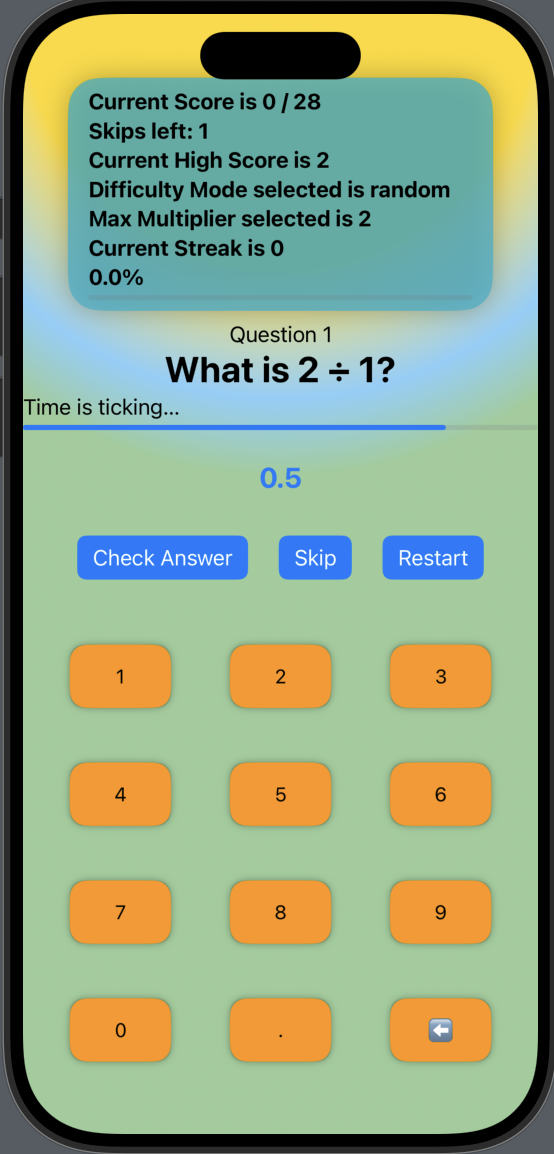 Current Score is 0 / 28
Skips left: 1
Current High Score is 2
Difficulty Mode selected is random
Max Multiplier selected is 2
Current Streak is 0
0.0%
Question 1
What is 2 ÷ 1?
Time is ticking...
0.5
Check Answer Skip Restart
1 2 3
4 5 6
7 8 9
0 . ⬅️